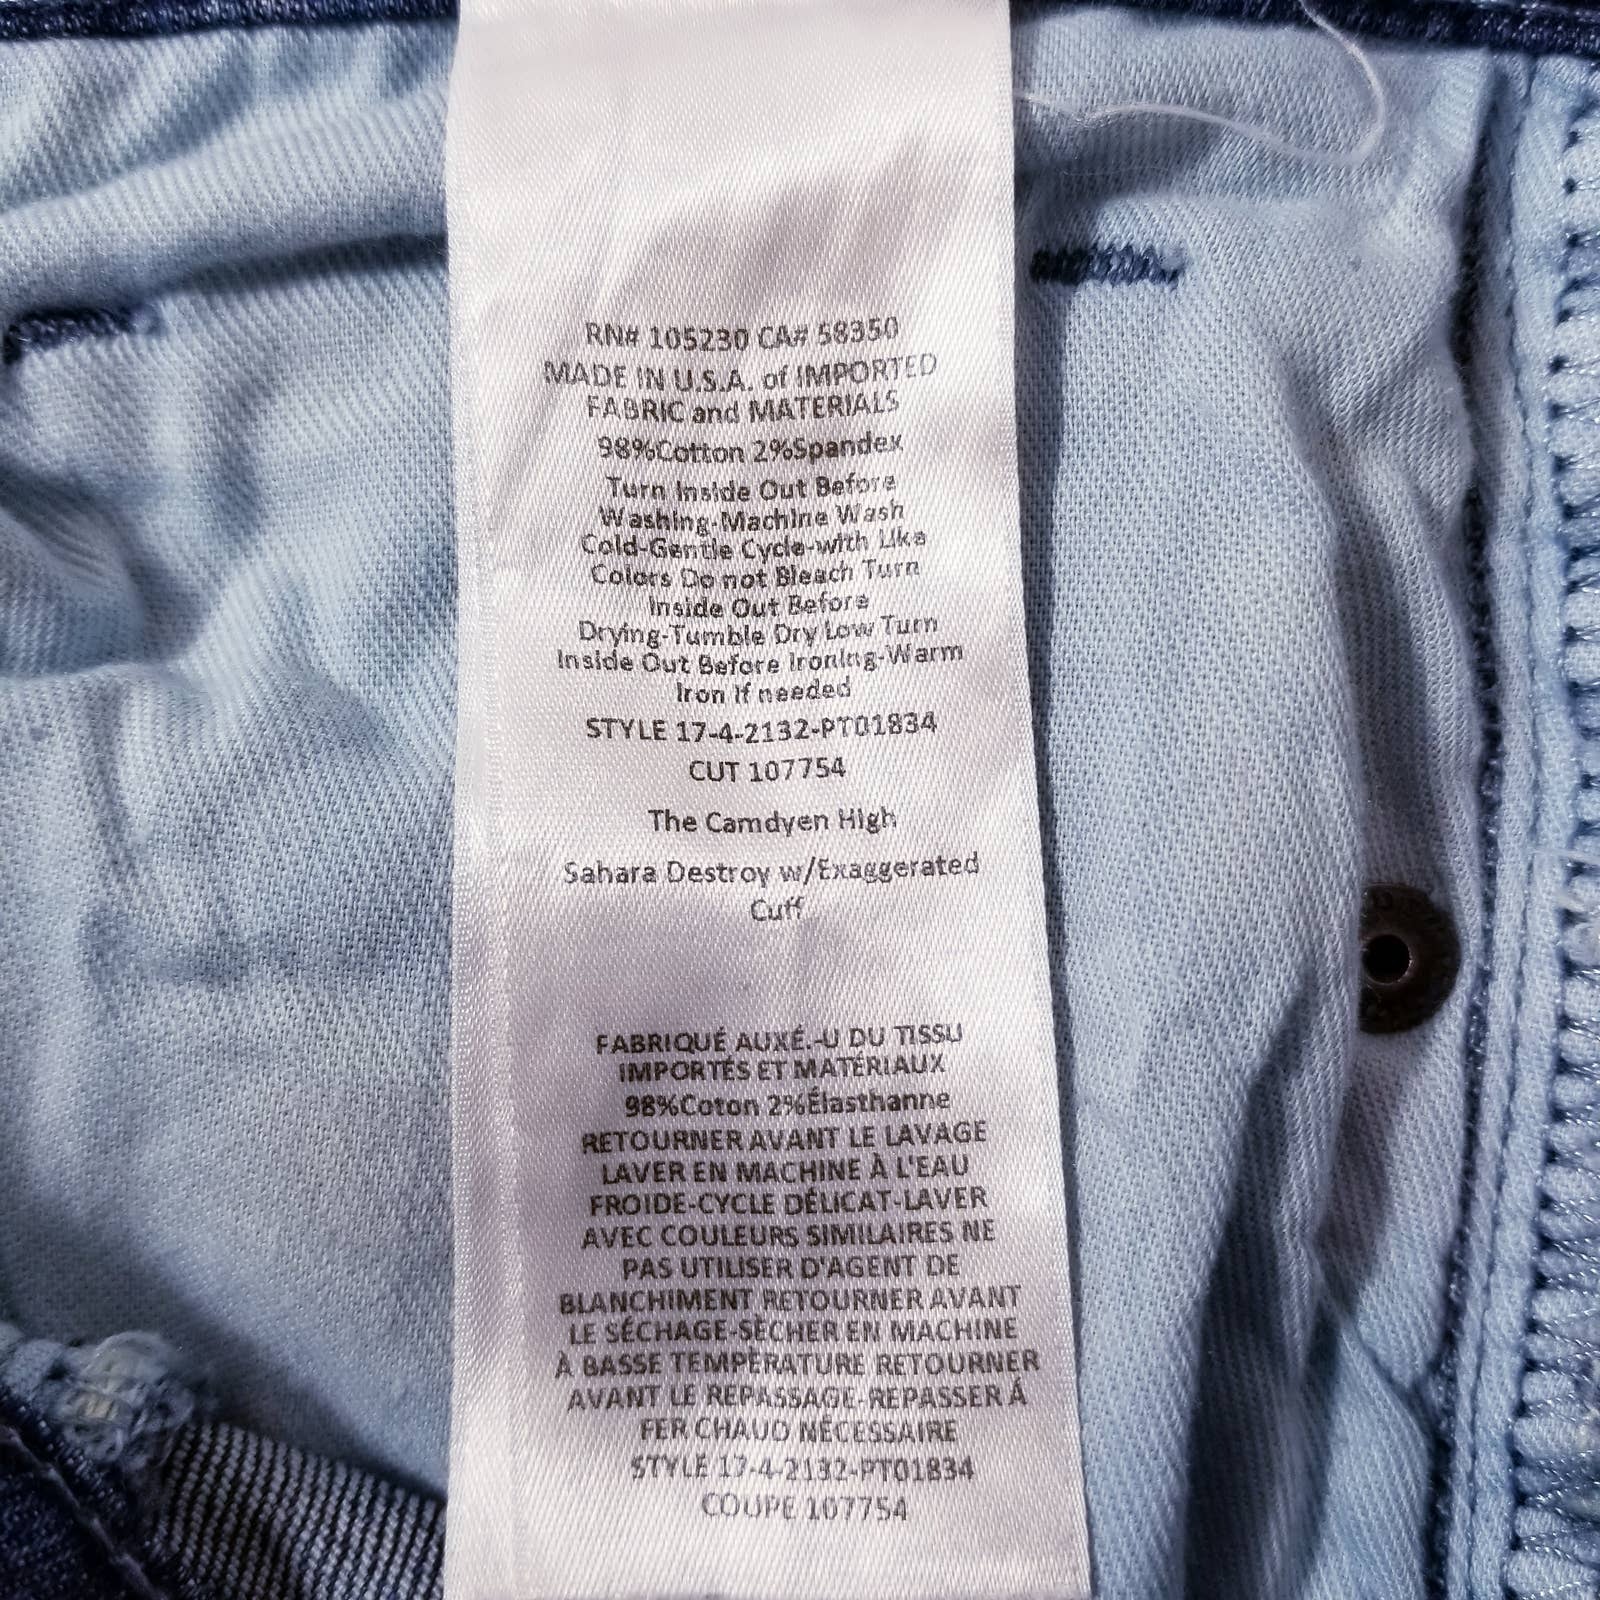 RN# 105230 CA# 58350
MADE IN U.S.A. of IMPORTED
FABRIC and MATERIALS
98%Cotton 2%Spandex
Turn Inside Out Before
Washing-Machine Wash
Cold-Gentle Cycle-with Like
Colors Do not Bleach Turn
Inside Out Before
Drying-Tumble Dry Low Turn
Inside Out Before Ironing-Warm
Iron If needed
STYLE 17-4-2132-PT01834
CUT 107754
The Camdyen High
Sahara Destroy w/Exaggerated
Cuff
FABRIQUÉ AUXÉ.-U DU TISSU
IMPORTÉS ET MATÉRIAUX
98%Coton 2%Élasthanne
RETOURNER AVANT LE LAVAGE
LAVER EN MACHINE À L'EAU
FROIDE-CYCLE DÉLICAT-LAVER
AVEC COULEURS SIMILAIRES NE
PAS UTILISER D'AGENT DE
BLANCHIMENT RETOURNER AVANT
LE SÉCHAGE-SÈCHER EN MACHINE
À BASSE TEMPÈRATURE RETOURNER
AVANT LE REPASSAGE-REPASSER Á
FER CHAUD NÉCESSAIRE
STYLE 17-4-2132-PT01834
COUPE 107754